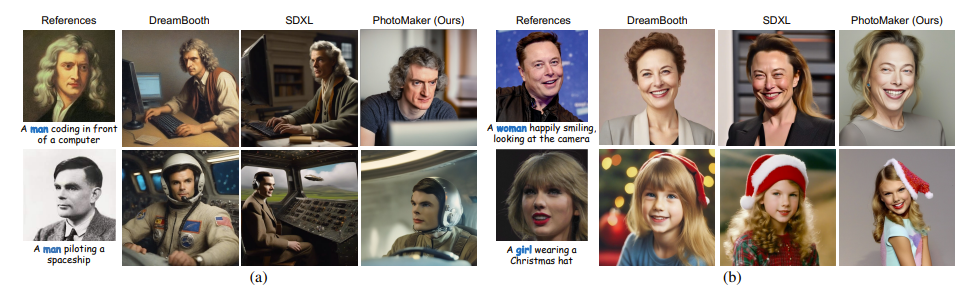 References DreamBooth SDXL PhotoMaker (Ours) References DreamBooth SDXL PhotoMaker (Ours)
A man coding in front
of a computer
A man piloting a
spaceship
(a)
A woman happily smiling,
looking at the camera
A girl wearing a
Christmas hat
(b)